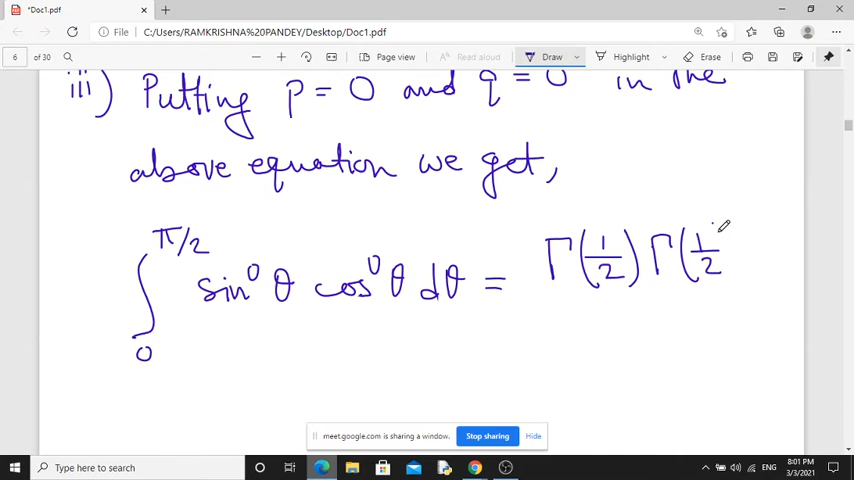 *Doc1.pdf
File
C:/Users/RAMKRISHNA%20PANDEY/Desktop/Doc1.pdf
6 of 30
Page view
Read aloud
Draw
Highlight
Erase
iii) Putting p = 0 and q = 0 in the
above equation we get,
∫₀^{π/2} sin⁰ θ cos⁰ θ dθ = Γ(1/2) Γ(1/2
meet.google.com is sharing a window.
Stop sharing
Hide
Type here to search
ENG
8:01 PM
3/3/2021